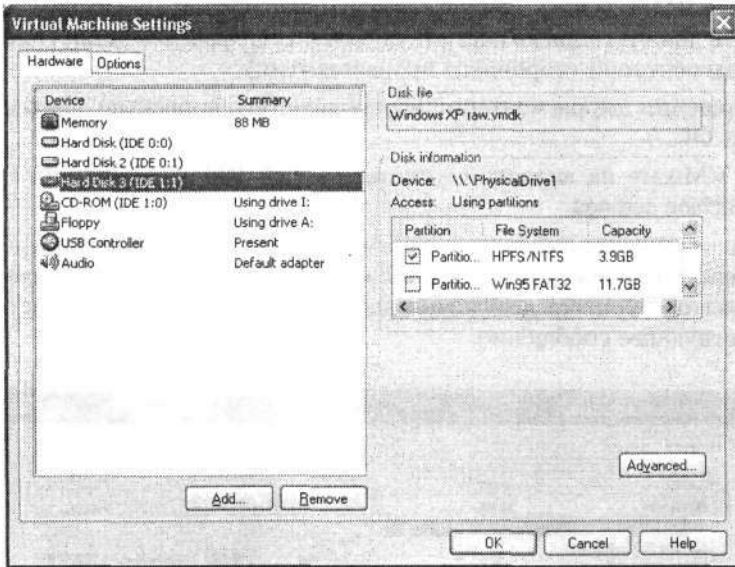 Virtual Machine Settings
Hardware Options
Device Summary
Memory 88 MB
Hard Disk (IDE 0:0)
Hard Disk 2 (IDE 0:1)
Hard Disk 3 (IDE 1:1)
CD-ROM (IDE 1:0) Using drive I:
Floppy Using drive A:
USB Controller Present
Audio Default adapter
Add... Remove
Disk file
Windows XP raw.vmdk
Disk information
Device: \\.\PhysicalDrive1
Access: Using partitions
Partition File System Capacity
Partitio... HPFS/NTFS 3.9GB
Partitio... Win95 FAT32 11.7GB
Advanced...
OK Cancel Help